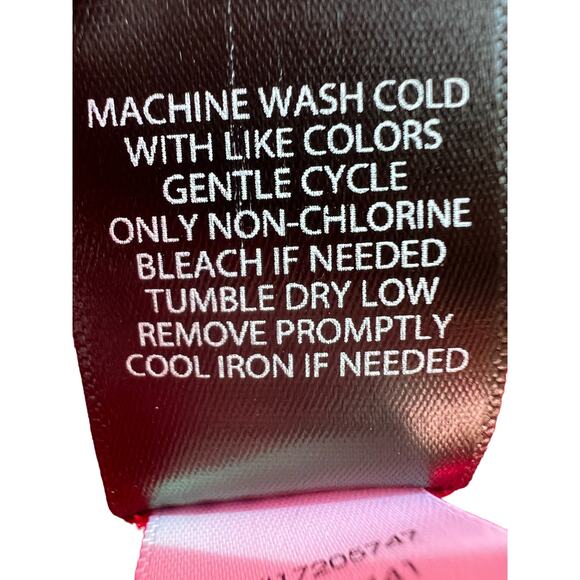 MACHINE WASH COLD
WITH LIKE COLORS
GENTLE CYCLE
ONLY NON-CHLORINE
BLEACH IF NEEDED
TUMBLE DRY LOW
REMOVE PROMPTLY
COOL IRON IF NEEDED
17206747